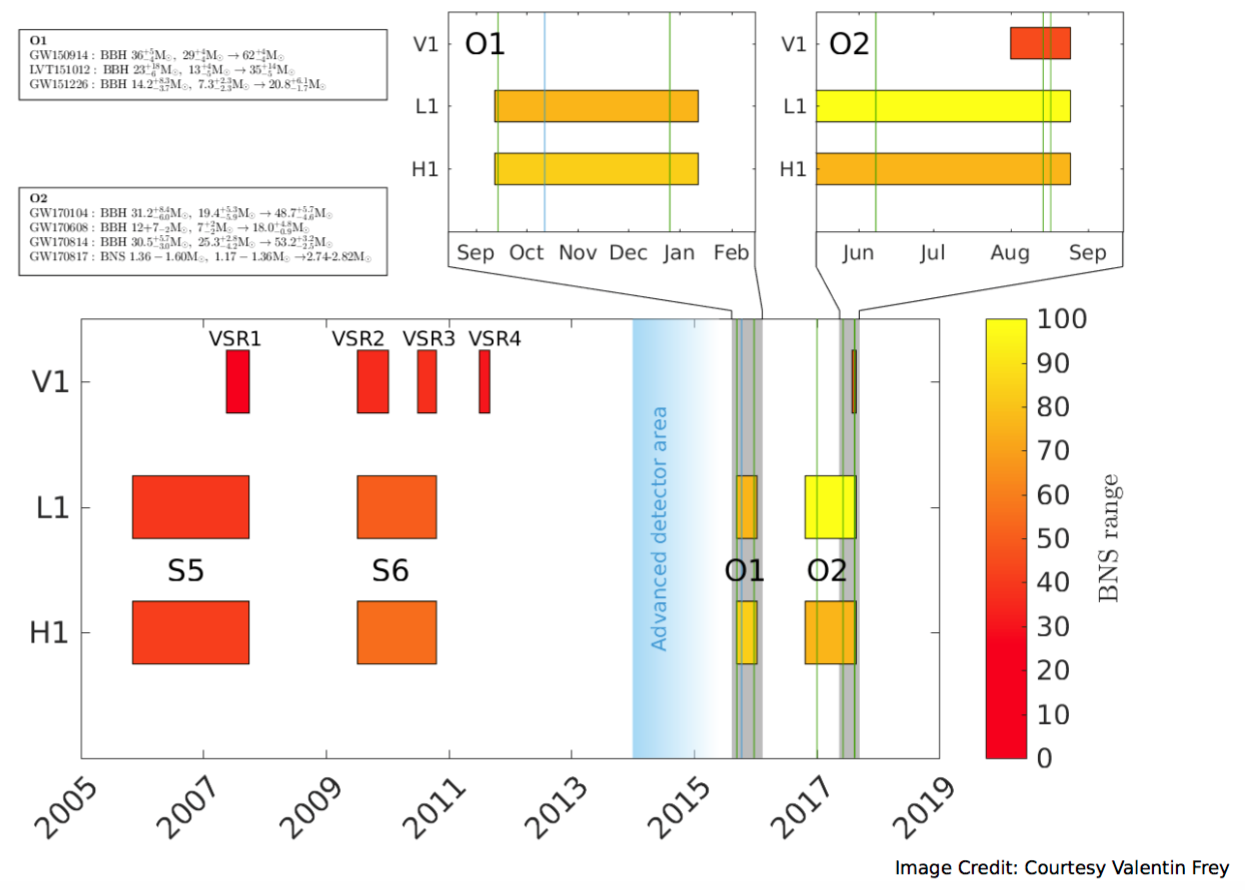 O1
GW150914 : BBH 36+5−4M⊙, 29+4−4M⊙ → 62+4−4M⊙
LVT151012 : BBH 23+18−6M⊙, 13+4−5M⊙ → 35+14−5M⊙
GW151226 : BBH 14.2+8.3−3.7M⊙, 7.3+2.3−2.3M⊙ → 20.8+6.1−1.7M⊙
O2
GW170104 : BBH 31.2+8.4−6.0M⊙, 19.4+5.3−5.9M⊙ → 48.7+5.7−4.6M⊙
GW170608 : BBH 12+7−2M⊙, 7+2−2M⊙ → 18.0+4.8−0.9M⊙
GW170814 : BBH 30.5+5.7−3.0M⊙, 25.3+2.8−4.2M⊙ → 53.2+3.2−2.5M⊙
GW170817 : BNS 1.36 − 1.60M⊙, 1.17 − 1.36M⊙ →2.74-2.82M⊙
O1
V1
L1
H1
Sep Oct Nov Dec Jan Feb
O2
V1
L1
H1
Jun Jul Aug Sep
VSR1 VSR2 VSR3 VSR4
V1
L1
S5 S6 O1 O2
H1
Advanced detector area
2005 2007 2009 2011 2013 2015 2017 2019
100
90
80
70
60
50
40
30
20
10
0
BNS range
Image Credit: Courtesy Valentin Frey